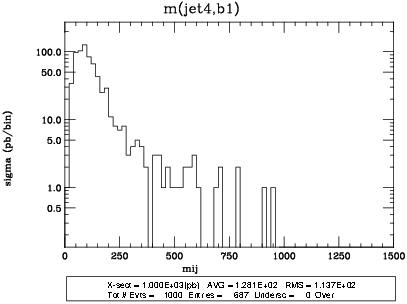 m(jet4,b1)
sigma (pb/bin)
100.0
50.0
10.0
5.0
1.0
0.5
0 250 500 750 1000 1250 1500
mij
X-sect = 1.000E+03(pb) AVG = 1.281E+02 RMS = 1.137E+02
Tot # Evts = 1000 Entries = 687 Undersc = 0 Over